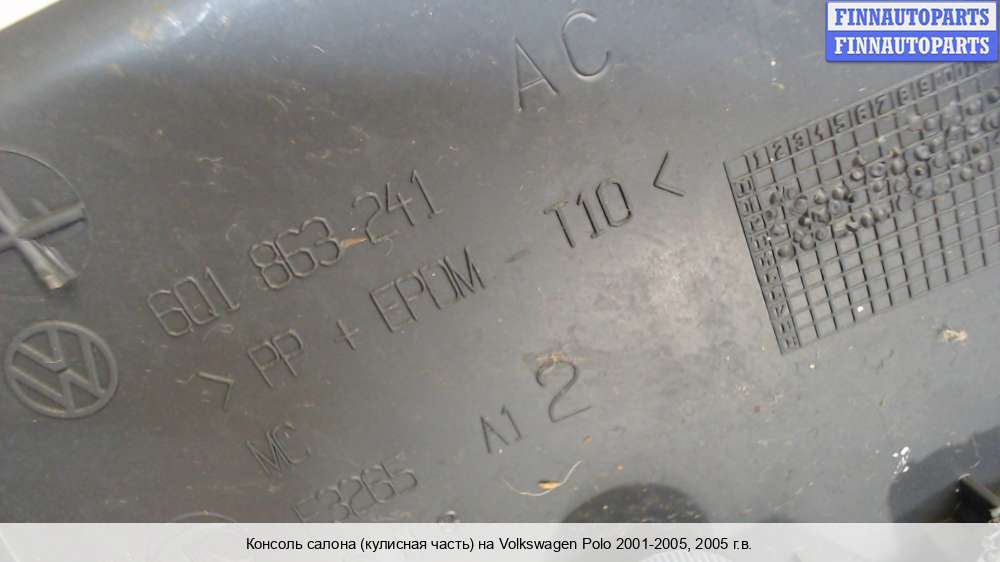 FINNAUTOPARTS
FINNAUTOPARTS
AC
6Q1 863 241
> PP + EPDM - T10 <
MC
A1 2
1 2 3 4 5 6 7 8 9 10 11
Консоль салона (кулисная часть) на Volkswagen Polo 2001-2005, 2005 г.в.